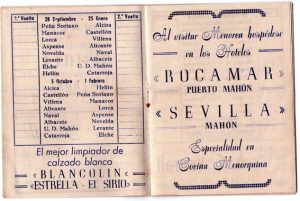 1.ª Vuelta
28 Septiembre - 25 Enero
2.ª Vuelta
Peña Soriano Alcira
Manacor Castellón
Lorca Villena
Aspense Alicante
Novelda Naval
Levante Albacete
Elche U. D. Mahón
Hellín Catarroja
5 Octubre - 1 Febrero
Alcira Hellín
Castellón Peña Soriano
Villena Manacor
Alicante Lorca
Naval Aspense
Albacete Novelda
U. D. Mahón Levante
Catarroja Elche
El mejor limpiador de
calzado blanco
BLANCOLIN
«ESTRELLA - EL SIRIO»
Al visitar Menorca hospédese
en los Hoteles
«ROCAMAR»
PUERTO MAHÓN
«SEVILLA»
MAHÓN
Especialidad en
Cocina Menorquina